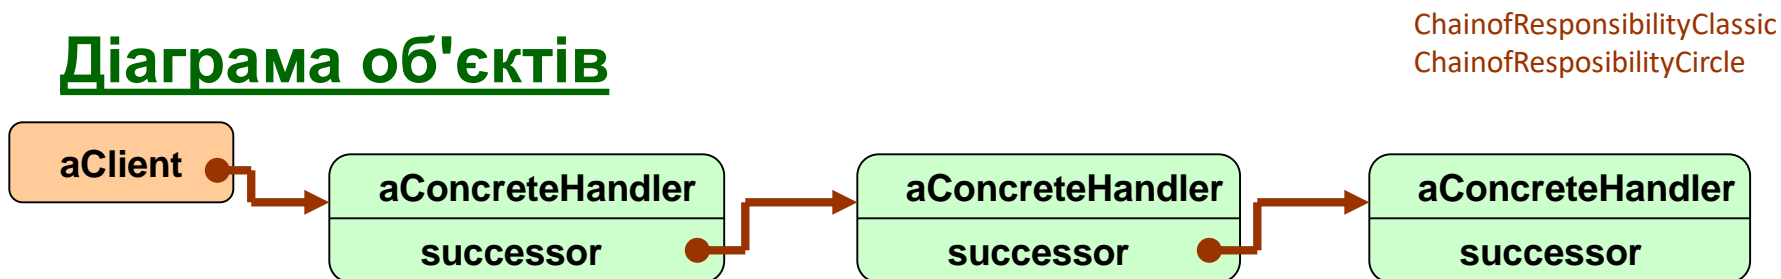 ChainofResponsibilityClassic
ChainofResposibilityCircle
Діаграма об'єктів
aClient
aConcreteHandler
successor
aConcreteHandler
successor
aConcreteHandler
successor